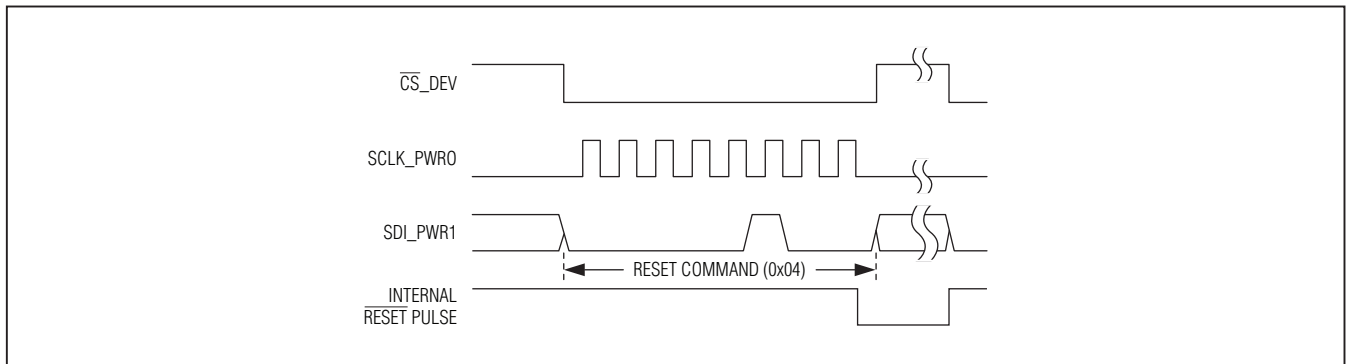 CS_DEV
SCLK_PWR0
SDI_PWR1
RESET COMMAND (0x04)
INTERNAL
RESET PULSE